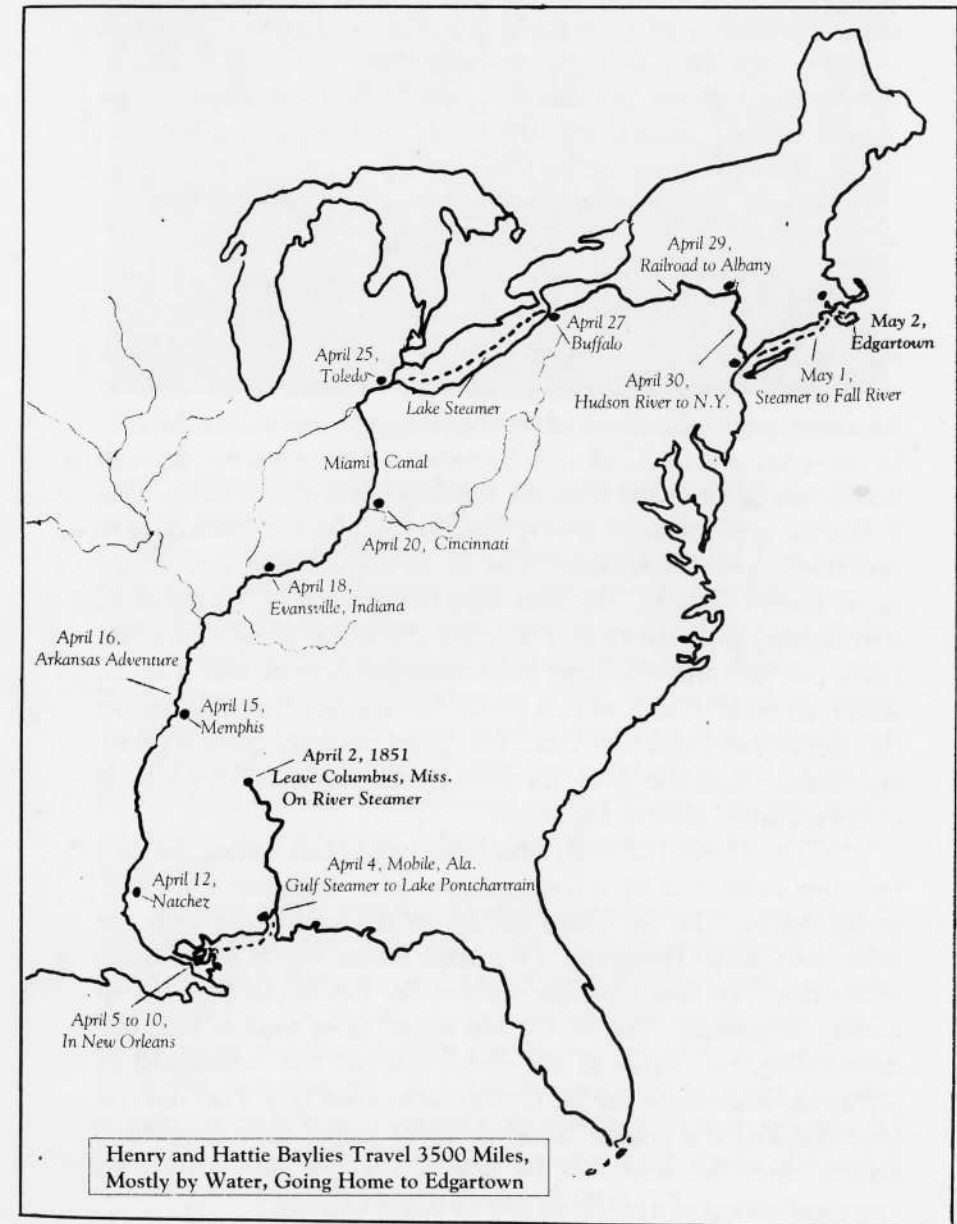 April 29,
Railroad to Albany
May 2,
Edgartown
April 27
Buffalo
April 25,
Toledo
April 30,
Hudson River to N.Y.
May 1,
Steamer to Fall River
Lake Steamer
Miami Canal
April 20, Cincinnati
April 18,
Evansville, Indiana
April 16,
Arkansas Adventure
April 15,
Memphis
April 2, 1851
Leave Columbus, Miss.
On River Steamer
April 4, Mobile, Ala.
Gulf Steamer to Lake Pontchartrain
April 12,
Natchez
April 5 to 10,
In New Orleans
Henry and Hattie Baylies Travel 3500 Miles,
Mostly by Water, Going Home to Edgartown